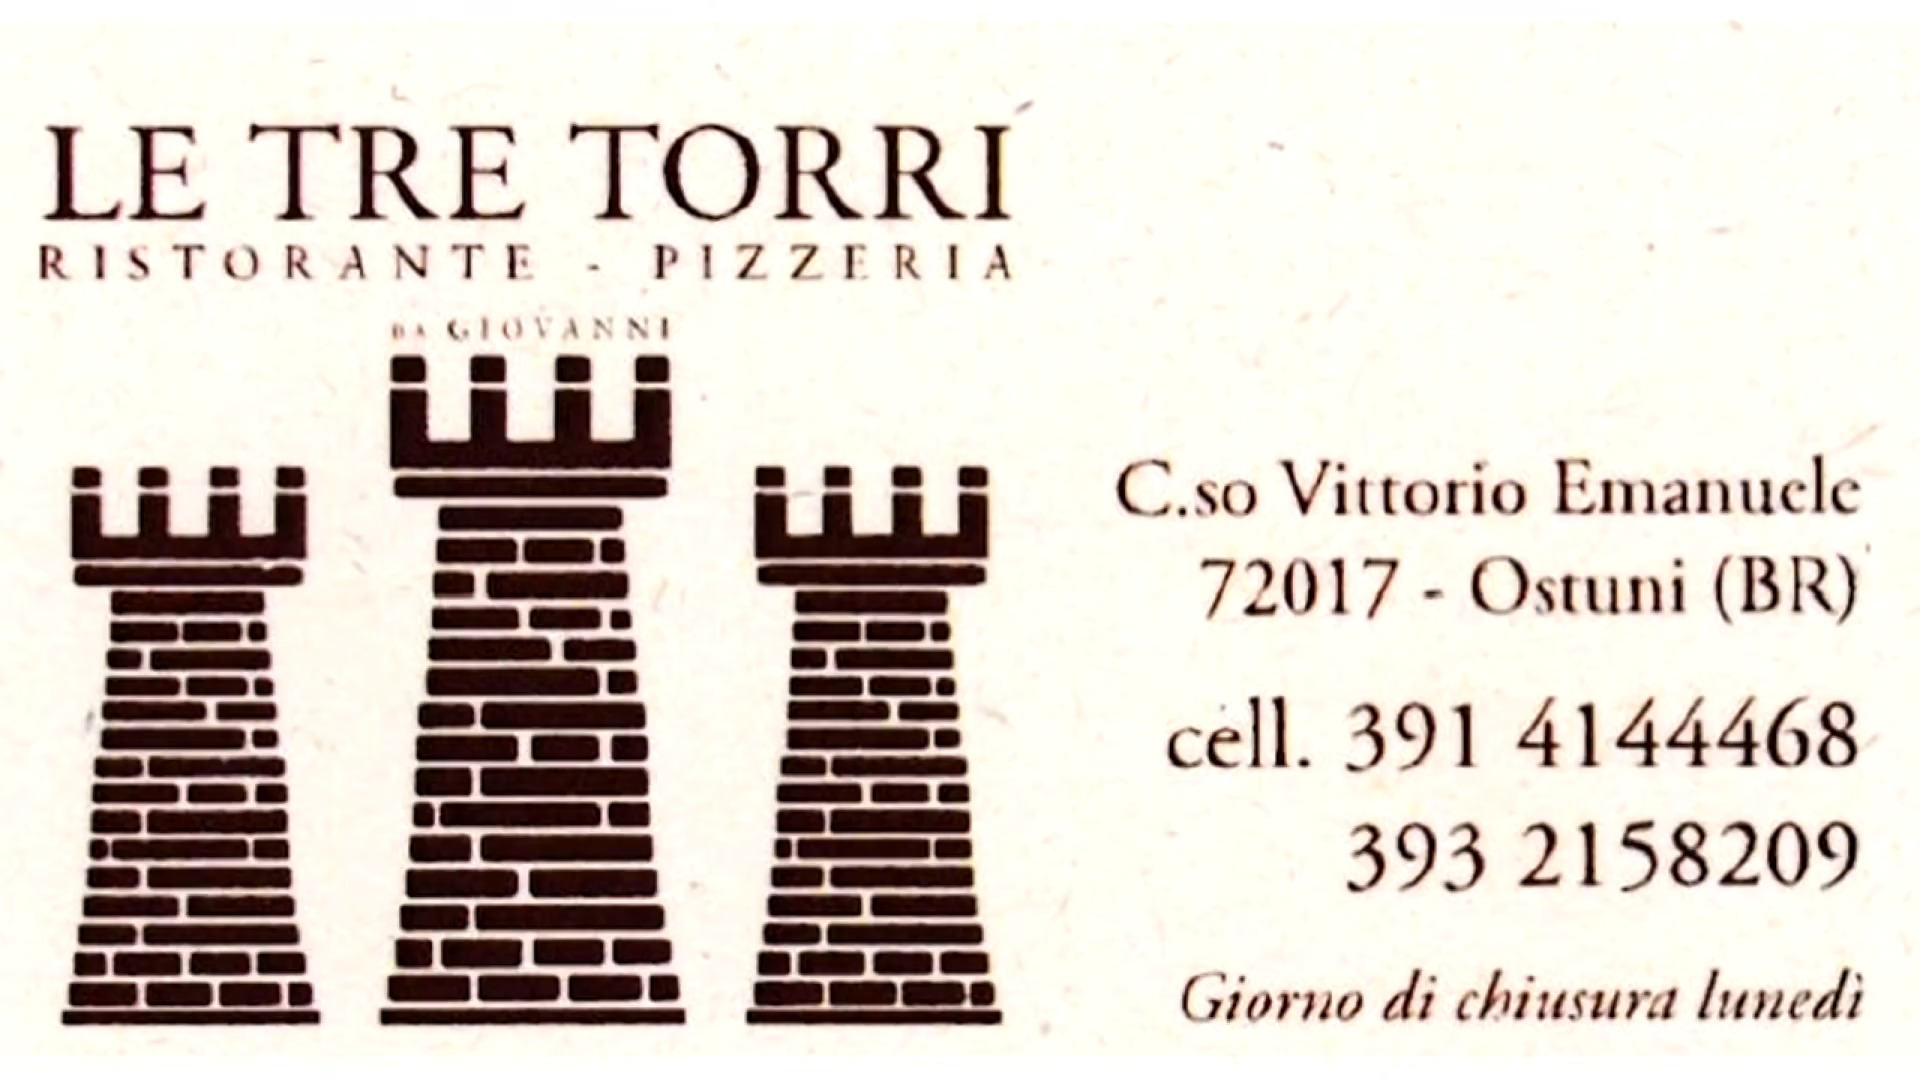 LE TRE TORRI
RISTORANTE - PIZZERIA
DA GIOVANNI
C.so Vittorio Emanuele
72017 - Ostuni (BR)
cell. 391 4144468
393 2158209
Giorno di chiusura lunedì